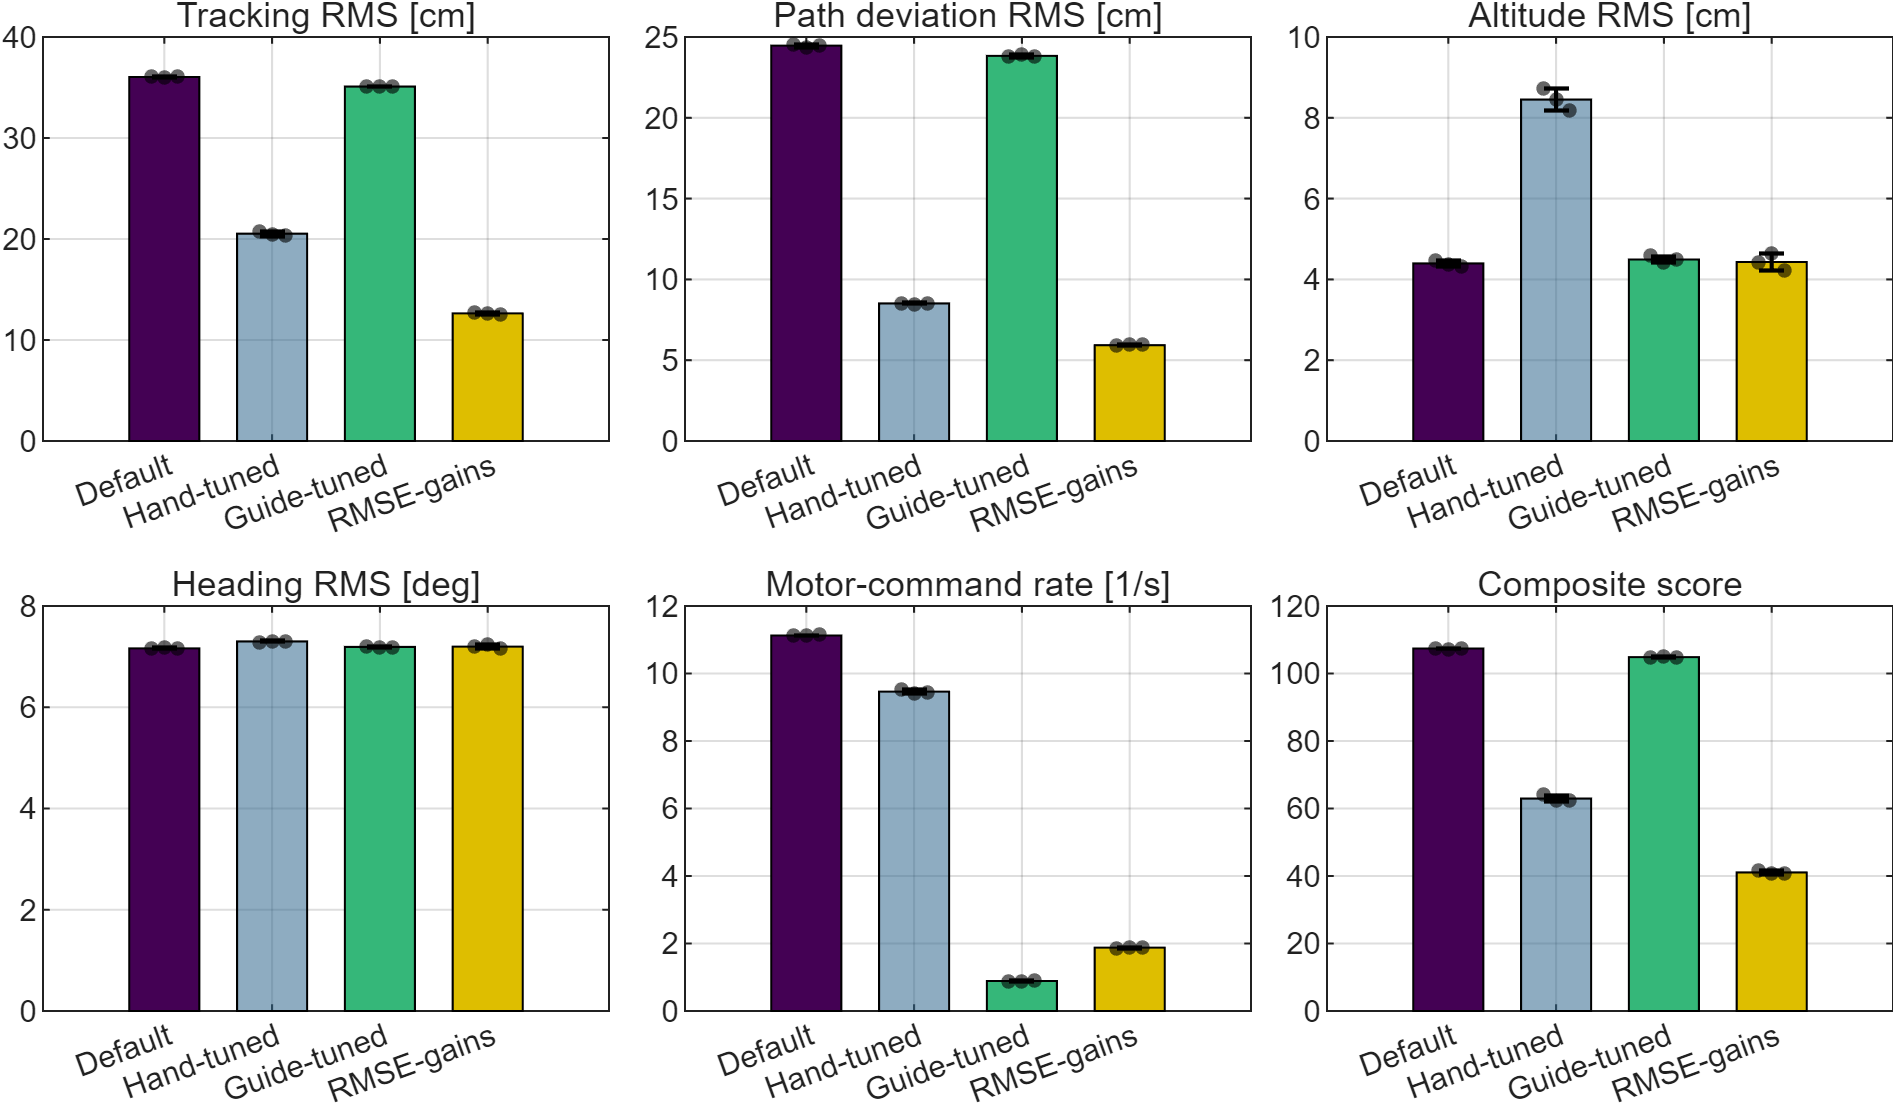 Tracking RMS [cm]
40
30
20
10
0
Default
Hand-tuned
Guide-tuned
RMSE-gains
Path deviation RMS [cm]
25
20
15
10
5
0
Default
Hand-tuned
Guide-tuned
RMSE-gains
Altitude RMS [cm]
10
8
6
4
2
0
Default
Hand-tuned
Guide-tuned
RMSE-gains
Heading RMS [deg]
8
6
4
2
0
Default
Hand-tuned
Guide-tuned
RMSE-gains
Motor-command rate [1/s]
12
10
8
6
4
2
0
Default
Hand-tuned
Guide-tuned
RMSE-gains
Composite score
120
100
80
60
40
20
0
Default
Hand-tuned
Guide-tuned
RMSE-gains